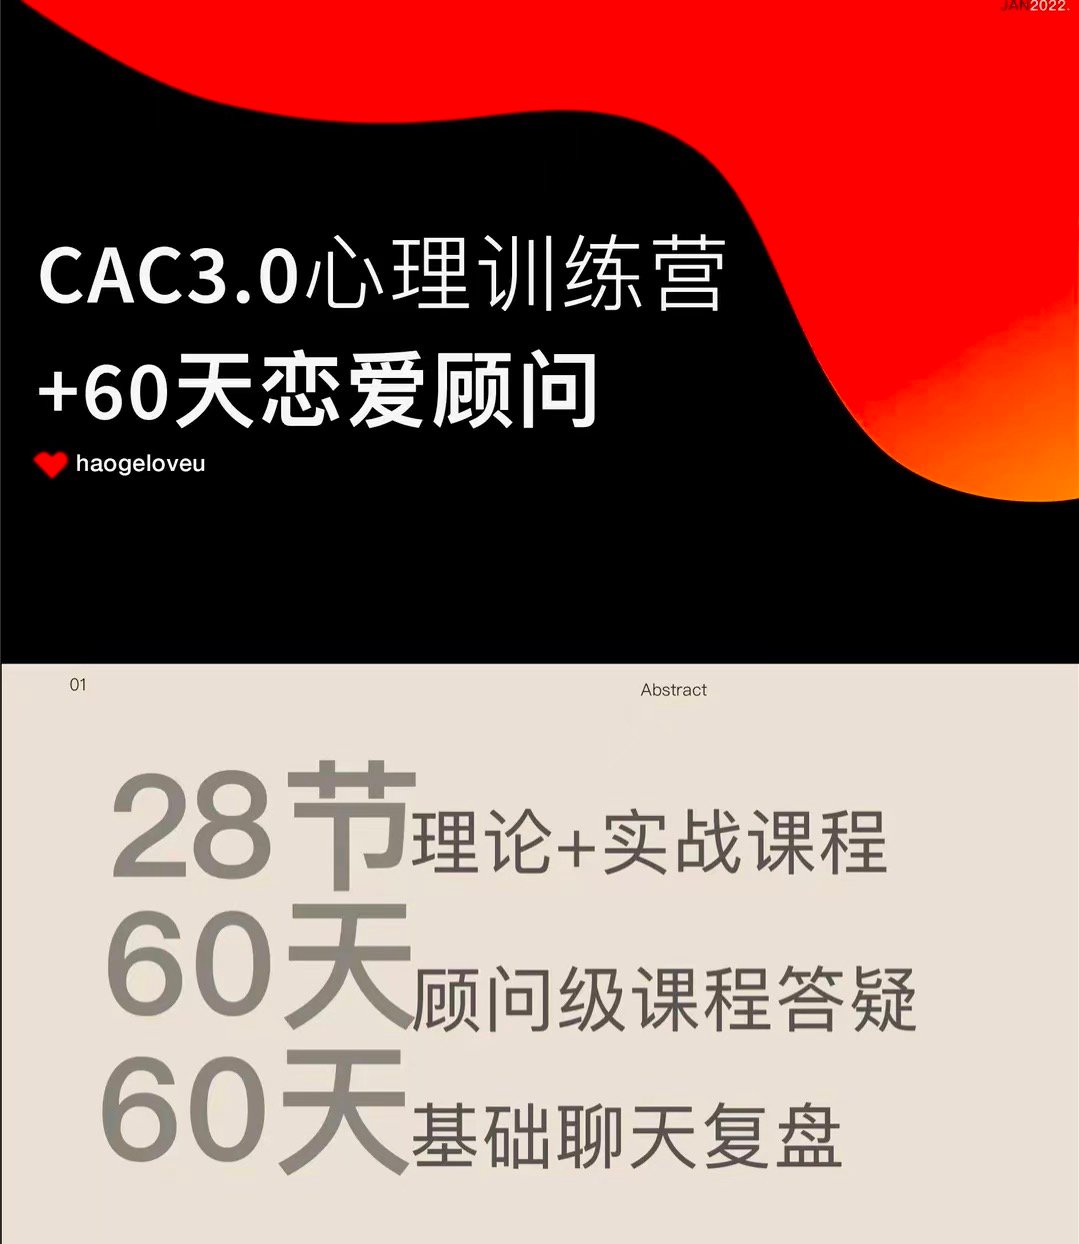 JAN2022.
CAC3.0心理训练营
+60天恋爱顾问
haogeloveu
01
Abstract
28节理论+实战课程
60天顾问级课程答疑
60天基础聊天复盘